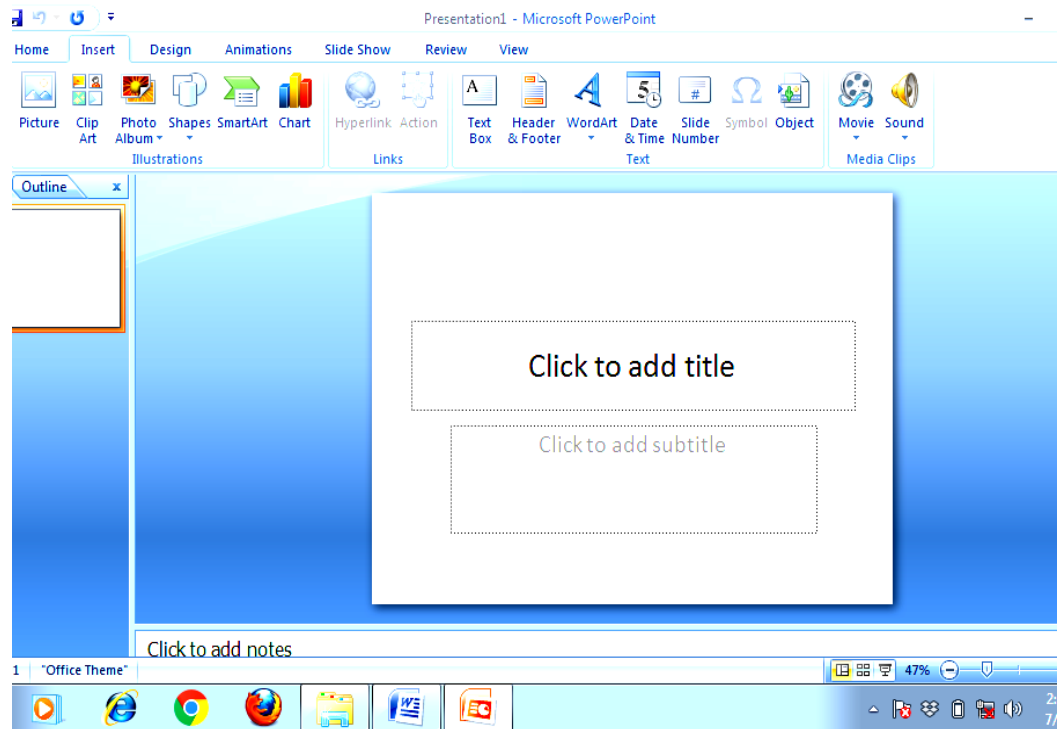 Presentation1 - Microsoft PowerPoint
Home Insert Design Animations Slide Show Review View
Picture Clip Art Photo Album Shapes SmartArt Chart Hyperlink Action Text Box Header & Footer WordArt Date & Time Slide Number Symbol Object Movie Sound
Illustrations Links Text Media Clips
Outline x
Click to add title
Click to add subtitle
Click to add notes
1 "Office Theme" 47%
2:
7/